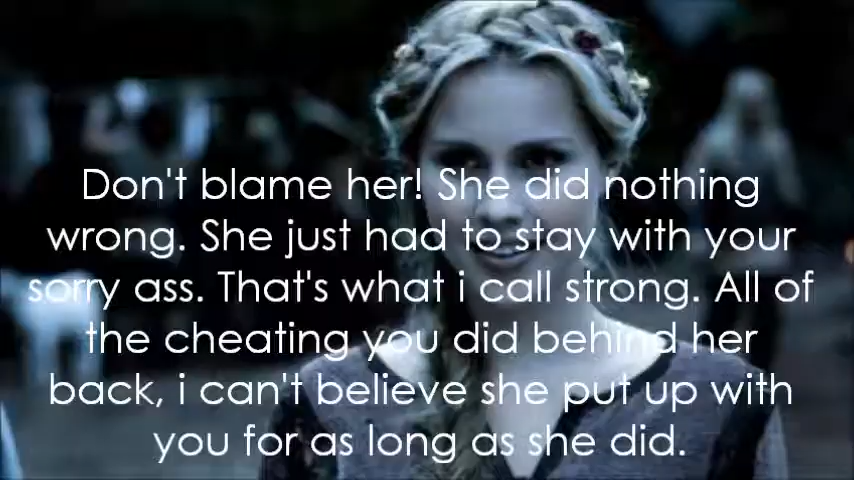 Don't blame her! She did nothing
wrong. She just had to stay with your
sorry ass. That's what i call strong. All of
the cheating you did behind her
back, i can't believe she put up with
you for as long as she did.